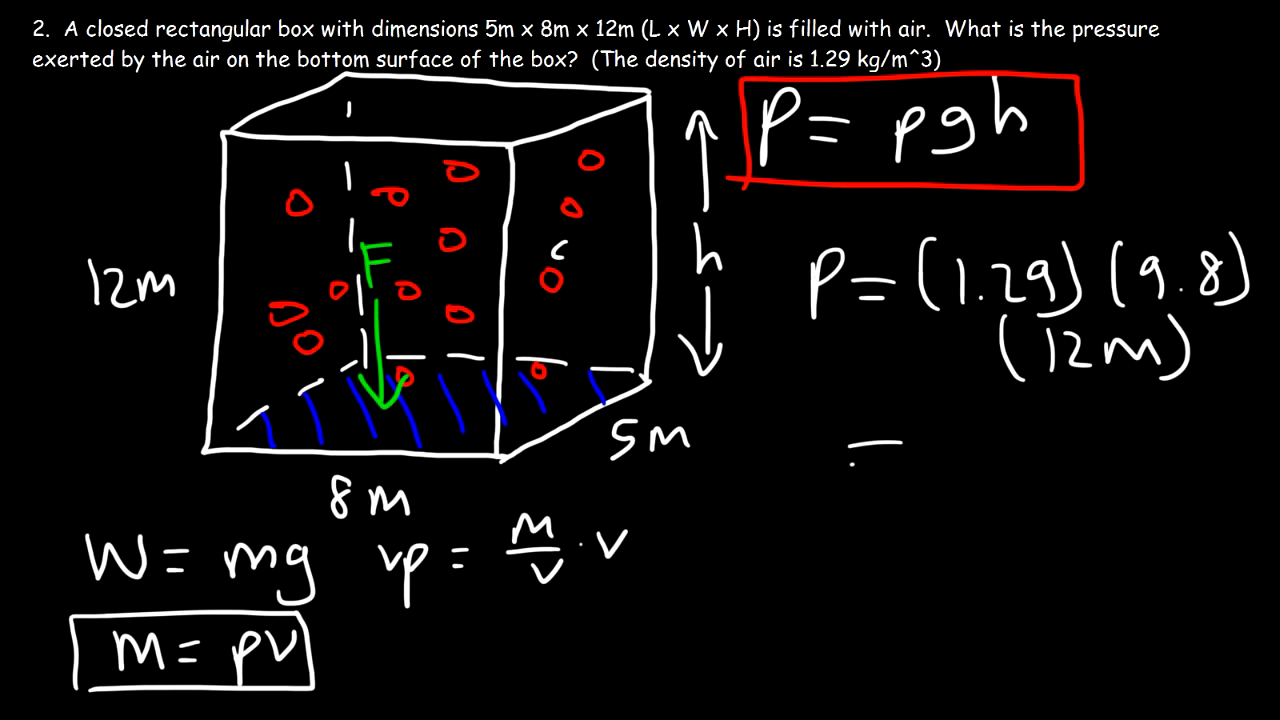 2. A closed rectangular box with dimensions 5m x 8m x 12m (L x W x H) is filled with air. What is the pressure
exerted by the air on the bottom surface of the box? (The density of air is 1.29 kg/m^3)
P = ρgh
F
h
12m
P = (1.29) (9.8)
(12m)
5m
=
8m
W = mg
vρ = m/v · v
m = ρv